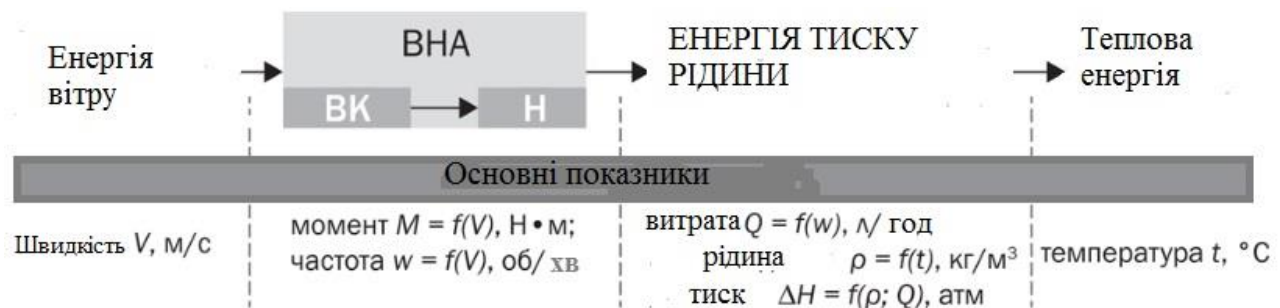 Енергія
вітру
ВНА
ВК
Н
ЕНЕРГІЯ ТИСКУ
РІДИНИ
Теплова
енергія
Основні показники
Швидкість V, м/с
момент M = f(V), Н•м;
частота w = f(V), об/ хв
витрата Q = f(w), л/ год
рідина ρ = f(t), кг/м³
тиск ΔH = f(ρ; Q), атм
температура t, °C